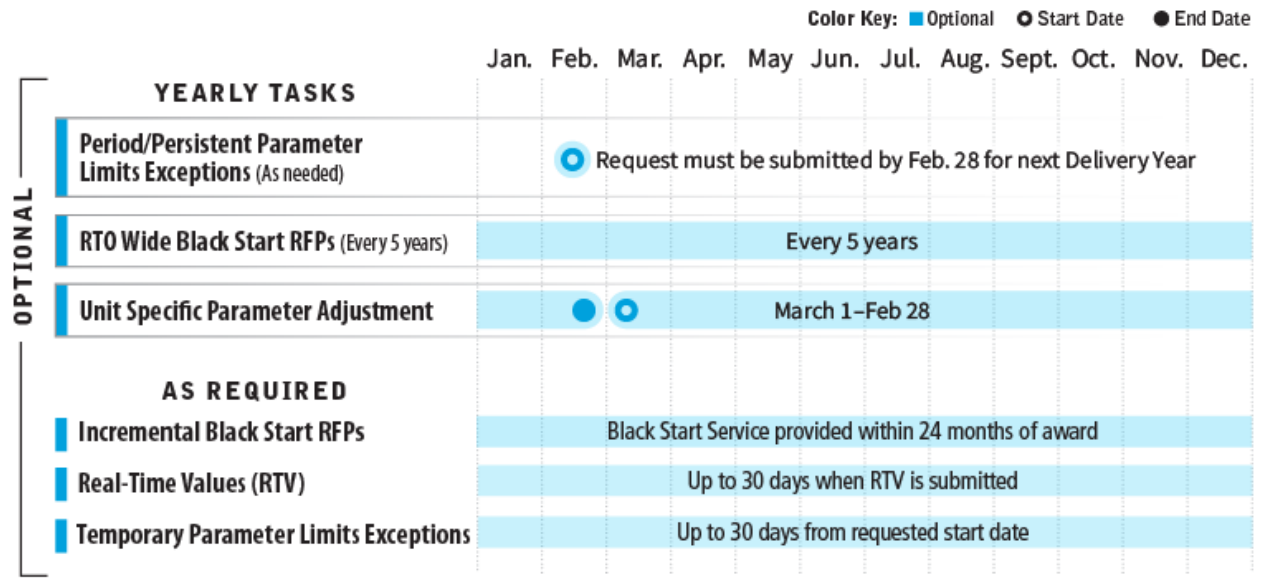 Color Key: Optional Start Date End Date
Jan. Feb. Mar. Apr. May Jun. Jul. Aug. Sept. Oct. Nov. Dec.
OPTIONAL
YEARLY TASKS
Period/Persistent Parameter
Limits Exceptions (As needed)
Request must be submitted by Feb. 28 for next Delivery Year
RTO Wide Black Start RFPs (Every 5 years)
Every 5 years
Unit Specific Parameter Adjustment
March 1–Feb 28
AS REQUIRED
Incremental Black Start RFPs
Black Start Service provided within 24 months of award
Real-Time Values (RTV)
Up to 30 days when RTV is submitted
Temporary Parameter Limits Exceptions
Up to 30 days from requested start date